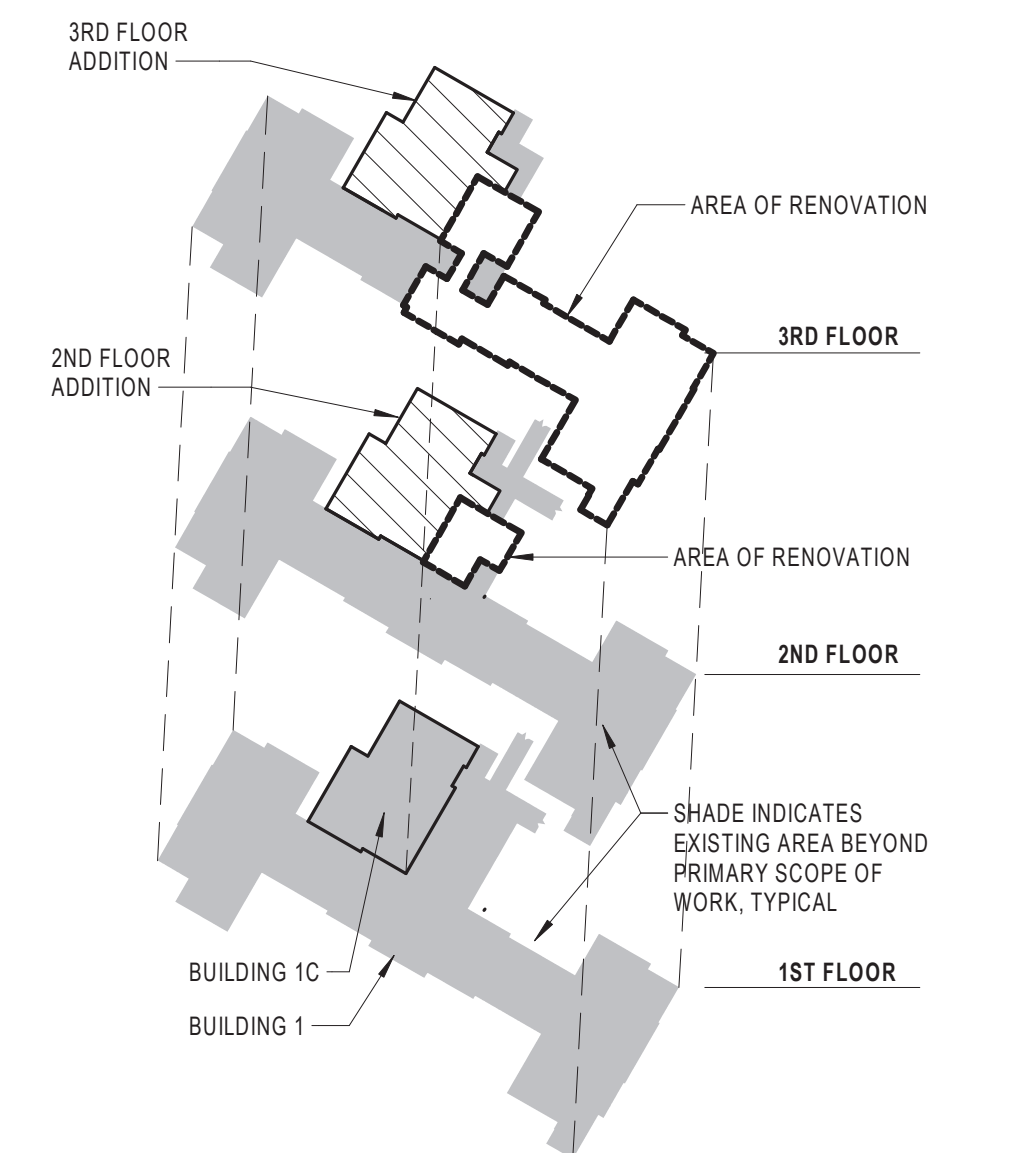 3RD FLOOR
ADDITION
AREA OF RENOVATION
3RD FLOOR
2ND FLOOR
ADDITION
AREA OF RENOVATION
2ND FLOOR
SHADE INDICATES
EXISTING AREA BEYOND
PRIMARY SCOPE OF
WORK, TYPICAL
BUILDING 1C
1ST FLOOR
BUILDING 1